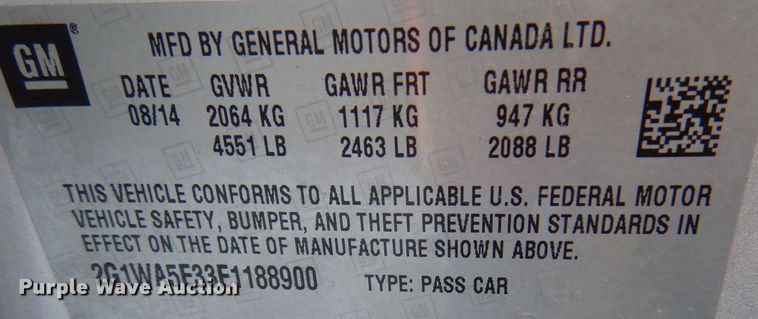 GM ®
MFD BY GENERAL MOTORS OF CANADA LTD.
DATE GVWR GAWR FRT GAWR RR
08/14 2064 KG 1117 KG 947 KG
4551 LB 2463 LB 2088 LB
THIS VEHICLE CONFORMS TO ALL APPLICABLE U.S. FEDERAL MOTOR
VEHICLE SAFETY, BUMPER, AND THEFT PREVENTION STANDARDS IN
EFFECT ON THE DATE OF MANUFACTURE SHOWN ABOVE.
2G1WA5E33F1188900 TYPE: PASS CAR
Purple Wave Auction